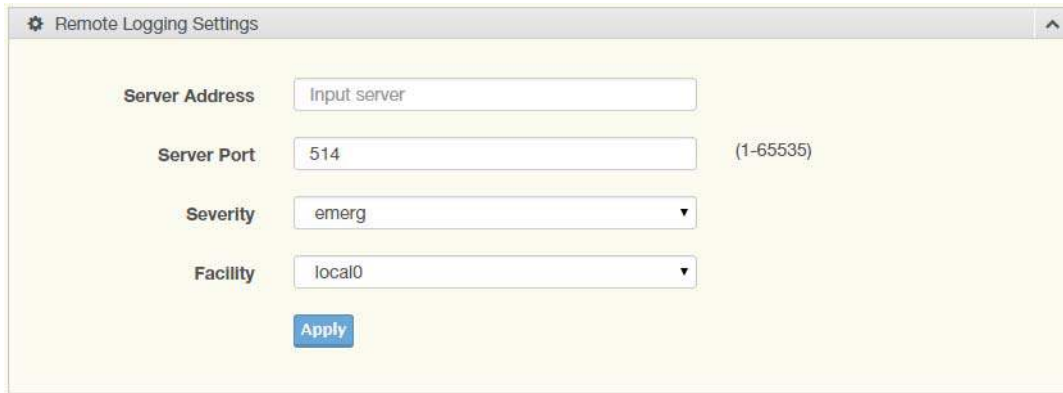 Remote Logging Settings
Server Address Input server
Server Port 514 (1-65535)
Severity emerg
Facility local0
Apply